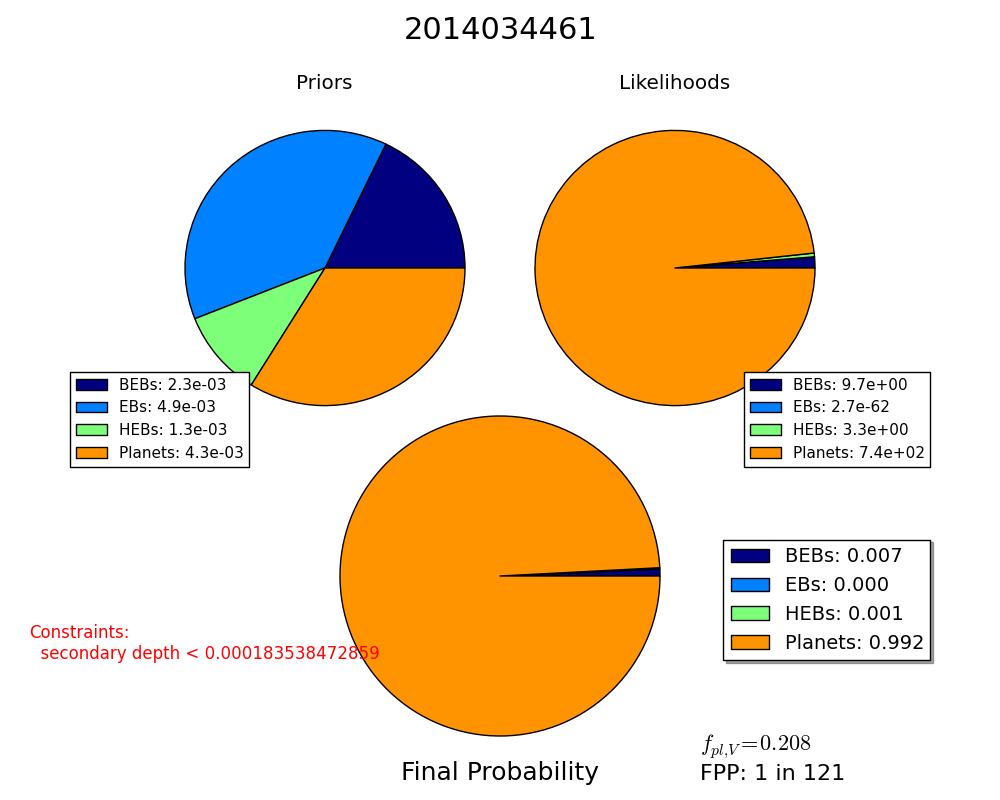 2014034461
Priors
Likelihoods
BEBs: 2.3e-03
EBs: 4.9e-03
HEBs: 1.3e-03
Planets: 4.3e-03
BEBs: 9.7e+00
EBs: 2.7e-62
HEBs: 3.3e+00
Planets: 7.4e+02
BEBs: 0.007
EBs: 0.000
HEBs: 0.001
Planets: 0.992
Constraints:
secondary depth < 0.000183538472859
f_{pl,V}=0.208
Final Probability
FPP: 1 in 121